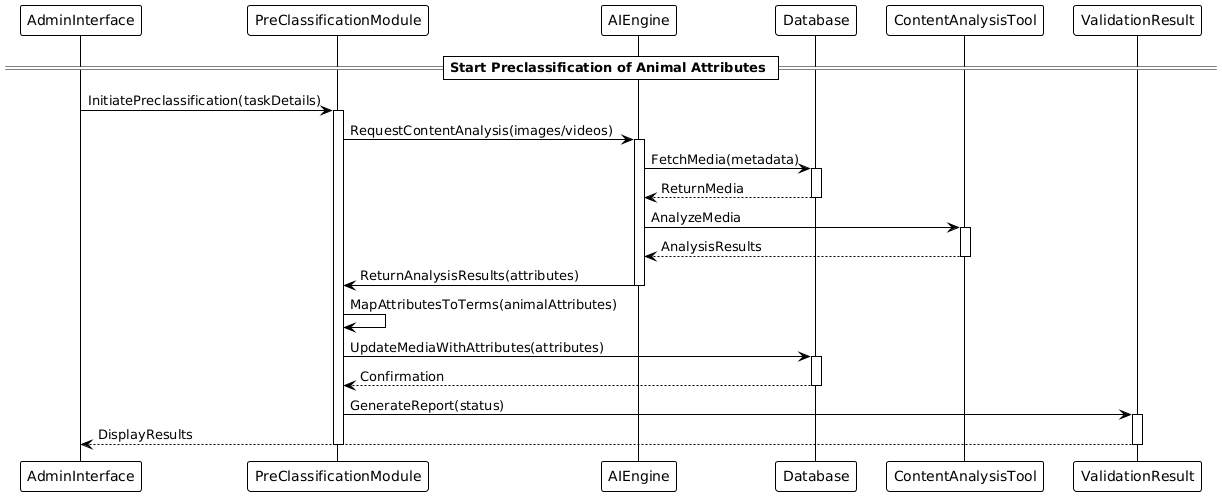 AdminInterface
PreClassificationModule
AIEngine
Database
ContentAnalysisTool
ValidationResult
Start Preclassification of Animal Attributes
InitiatePreclassification(taskDetails)
RequestContentAnalysis(images/videos)
FetchMedia(metadata)
ReturnMedia
AnalyzeMedia
AnalysisResults
ReturnAnalysisResults(attributes)
MapAttributesToTerms(animalAttributes)
UpdateMediaWithAttributes(attributes)
Confirmation
GenerateReport(status)
DisplayResults
AdminInterface
PreClassificationModule
AIEngine
Database
ContentAnalysisTool
ValidationResult